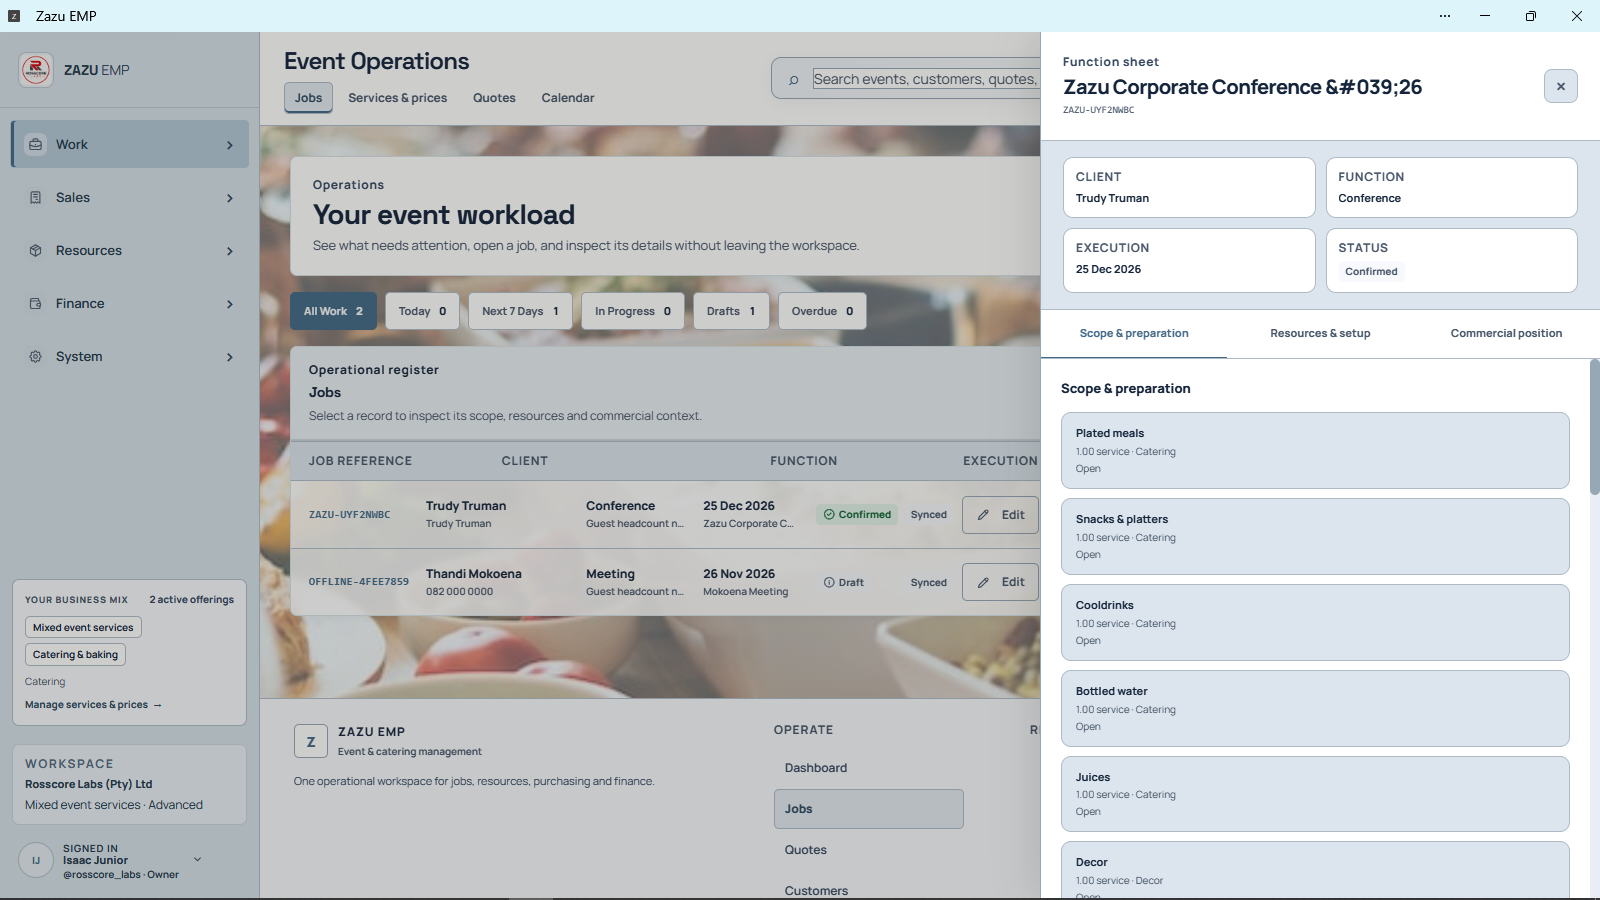 Zazu EMP
ZAZU EMP
Work
Sales
Resources
Finance
System
YOUR BUSINESS MIX 2 active offerings
Mixed event services
Catering & baking
Catering
Manage services & prices →
WORKSPACE
Rosscore Labs (Pty) Ltd
Mixed event services · Advanced
IJ
SIGNED IN
Isaac Junior
@rosscore_labs · Owner
Event Operations
Jobs Services & prices Quotes Calendar
Search events, customers, quotes,
Operations
Your event workload
See what needs attention, open a job, and inspect its details without leaving the workspace.
All Work 2 Today 0 Next 7 Days 1 In Progress 0 Drafts 1 Overdue 0
Operational register
Jobs
Select a record to inspect its scope, resources and commercial context.
JOB REFERENCE CLIENT FUNCTION EXECUTION
ZAZU-UYF2NWBC Trudy Truman Conference 25 Dec 2026 Confirmed Synced Edit
Trudy Truman Guest headcount n... Zazu Corporate C...
OFFLINE-4FEE7859 Thandi Mokoena Meeting 26 Nov 2026 Draft Synced Edit
082 000 0000 Guest headcount n... Mokoena Meeting
Z
ZAZU EMP
Event & catering management
One operational workspace for jobs, resources, purchasing and finance.
OPERATE
Dashboard
Jobs
Quotes
Customers
Function sheet
Zazu Corporate Conference &#039;26
ZAZU-UYF2NWBC
CLIENT
Trudy Truman
FUNCTION
Conference
EXECUTION
25 Dec 2026
STATUS
Confirmed
Scope & preparation Resources & setup Commercial position
Scope & preparation
Plated meals
1.00 service · Catering
Open
Snacks & platters
1.00 service · Catering
Open
Cooldrinks
1.00 service · Catering
Open
Bottled water
1.00 service · Catering
Open
Juices
1.00 service · Catering
Open
Decor
1.00 service · Decor
Open